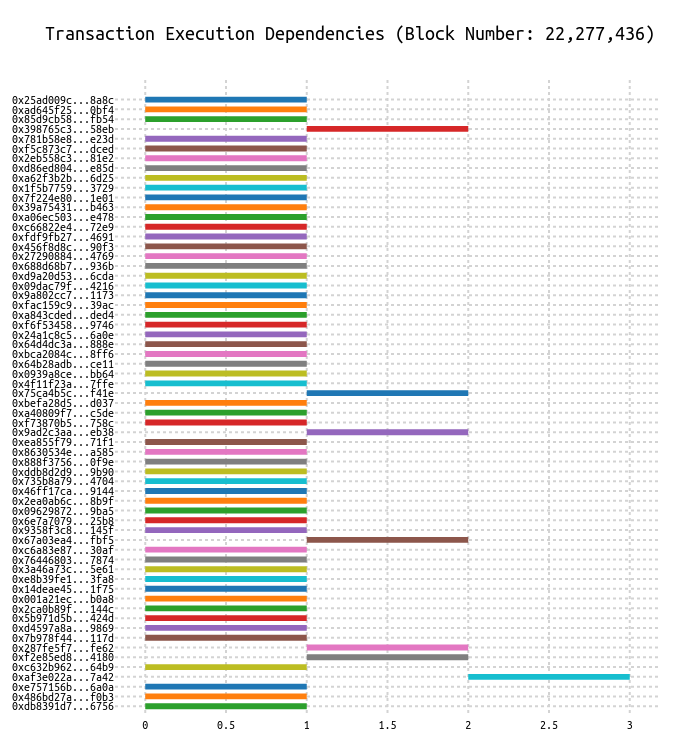 Transaction Execution Dependencies (Block Number: 22,277,436)
0x25ad009c...8a8c
0xad645f25...0bf4
0x85d9cb58...fb54
0x398765c3...58eb
0x781b58e8...e23d
0xf5c873c7...dced
0x2eb558c3...81e2
0xd86ed804...e85d
0xa62f3b2b...6d25
0x1f5b7759...3729
0x7f224e80...1e01
0x39a75431...b463
0xa06ec503...e478
0xc66822e4...72e9
0xfdf9fb27...4691
0x456f8d8c...90f3
0x27290884...4769
0x688d68b7...936b
0xd9a20d53...6cda
0x09dac79f...4216
0x9a802cc7...1173
0xfac159c9...39ac
0xa843cded...ded4
0xf6f53458...9746
0x24a1c8c5...6a0e
0x64d4dc3a...888e
0xbca2084c...8ff6
0x64b28adb...ce11
0x0939a8ce...bb64
0x4f11f23a...7ffe
0x75ca4b5c...f41e
0xbefa28d5...d037
0xa40809f7...c5de
0xf73870b5...758c
0x9ad2c3aa...eb38
0xea855f79...71f1
0x8630534e...a585
0x888f3756...0f9e
0xddb8d2d9...9b90
0x735b8a79...4704
0x46ff17ca...9144
0x2ea0ab6c...8b9f
0x09629872...9ba5
0x6e7a7079...25b8
0x9358f3c8...145f
0x67a03ea4...fbf5
0xc6a83e87...30af
0x76446803...7874
0x3a46a73c...5e61
0xe8b39fe1...3fa8
0x14deae45...1f75
0x001a21ec...b0a8
0x2ca0b89f...144c
0x5b971d5b...424d
0xd4597a8a...9869
0x7b978f44...117d
0x287fe5f7...fe62
0xf2e85ed8...4180
0xc632b962...64b9
0xaf3e022a...7a42
0xe757156b...6a0a
0x486bd27a...f0b3
0xdb8391d7...6756
0 0.5 1 1.5 2 2.5 3